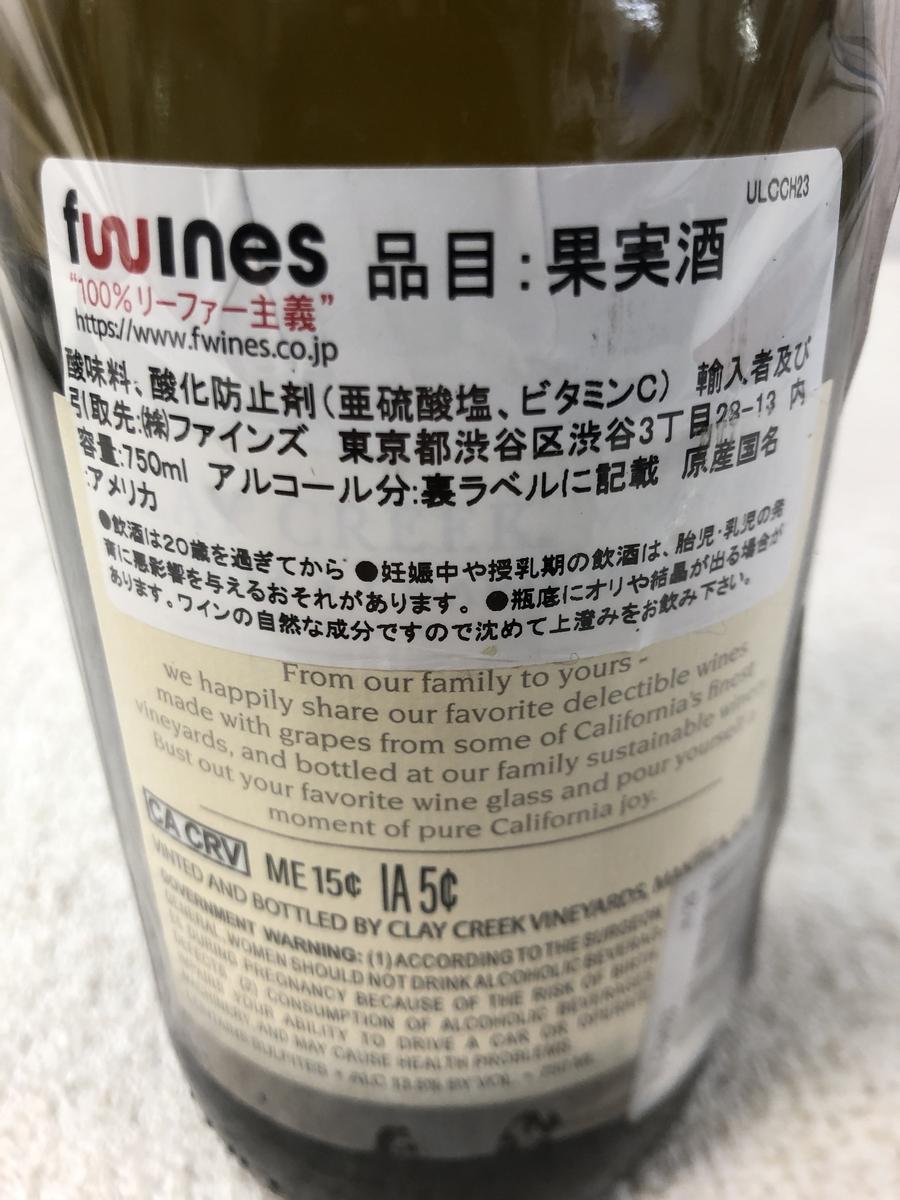 ULCCH23
fwines 品目:果実酒
"100%リーファー主義"
https://www.fwines.co.jp
酸味料、酸化防止剤(亜硫酸塩、ビタミンC) 輸入者及び
引取先:㈱ファインズ 東京都渋谷区渋谷3丁目28-13 内
容量:750ml アルコール分:裏ラベルに記載 原産国名
:アメリカ
●飲酒は20歳を過ぎてから ●妊娠中や授乳期の飲酒は、胎児・乳児の発
育に悪影響を与えるおそれがあります。 ●瓶底にオリや結晶が出る場合が
あります。ワインの自然な成分ですので沈めて上澄みをお飲み下さい。
From our family to yours -
we happily share our favorite delectible wines
made with grapes from some of California's finest
vineyards, and bottled at our family sustainable winery.
Bust out your favorite wine glass and pour yourself a
moment of pure California joy.
CA CRV ME 15¢ IA 5¢
VINTED AND BOTTLED BY CLAY CREEK VINEYARDS,
GOVERNMENT WARNING: (1) ACCORDING TO THE SURGEON
GENERAL, WOMEN SHOULD NOT DRINK ALCOHOLIC BEVERAGES
DURING PREGNANCY BECAUSE OF THE RISK OF BIRTH
DEFECTS. (2) CONSUMPTION OF ALCOHOLIC BEVERAGES
IMPAIRS YOUR ABILITY TO DRIVE A CAR OR OPERATE
MACHINERY, AND MAY CAUSE HEALTH PROBLEMS.
CONTAINS SULFITES • ALC BY VOL •